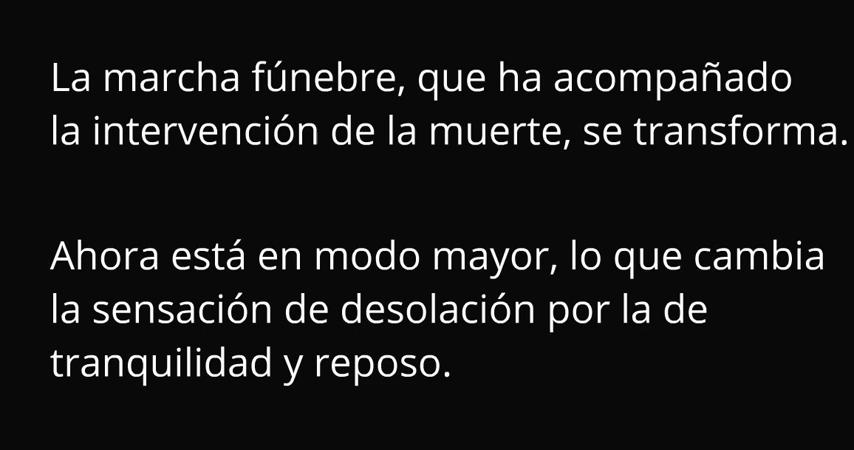 La marcha fúnebre, que ha acompañado
la intervención de la muerte, se transforma.
Ahora está en modo mayor, lo que cambia
la sensación de desolación por la de
tranquilidad y reposo.